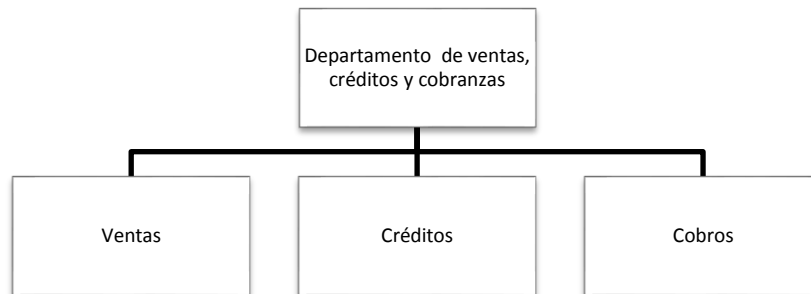 Departamento de ventas,
créditos y cobranzas
Ventas
Créditos
Cobros